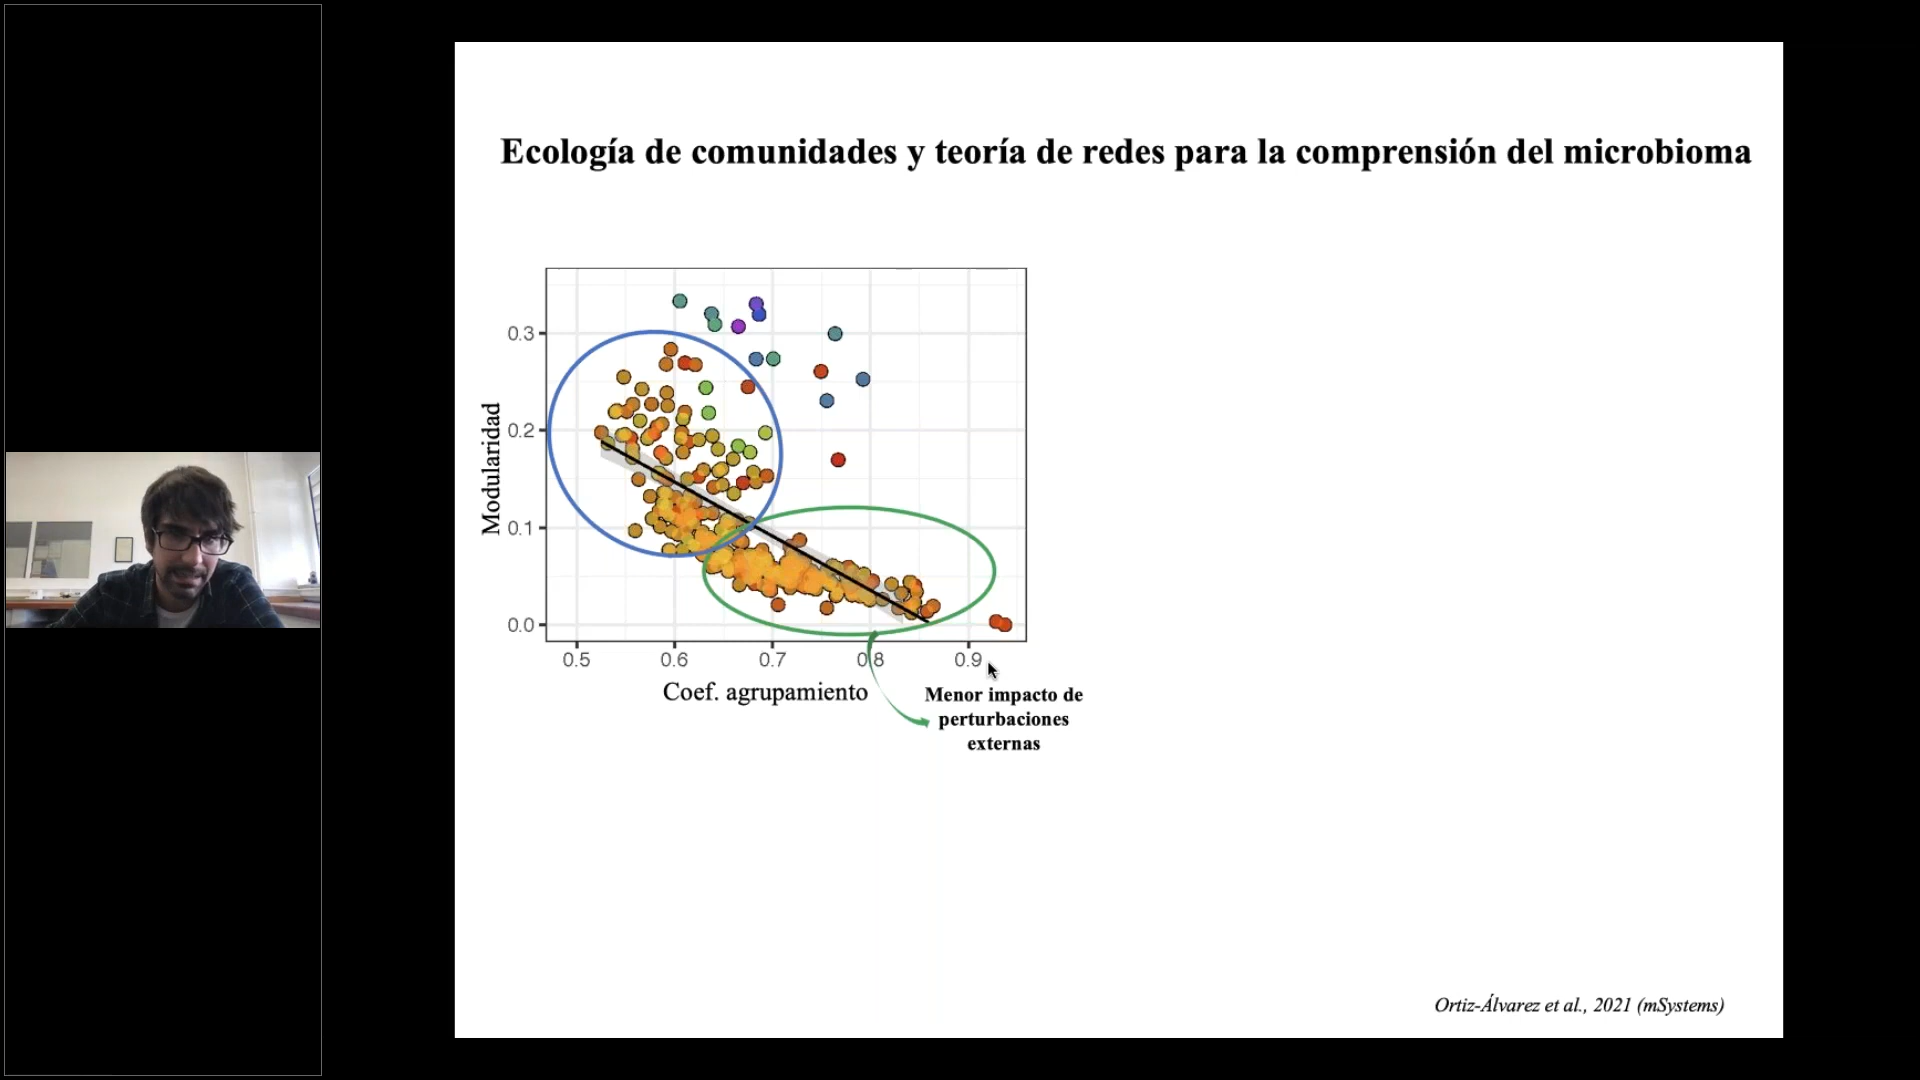 Ecología de comunidades y teoría de redes para la comprensión del microbioma
Modularidad
0.3
0.2
0.1
0.0
0.5 0.6 0.7 0.8 0.9
Coef. agrupamiento
Menor impacto de
perturbaciones
externas
Ortiz-Álvarez et al., 2021 (mSystems)